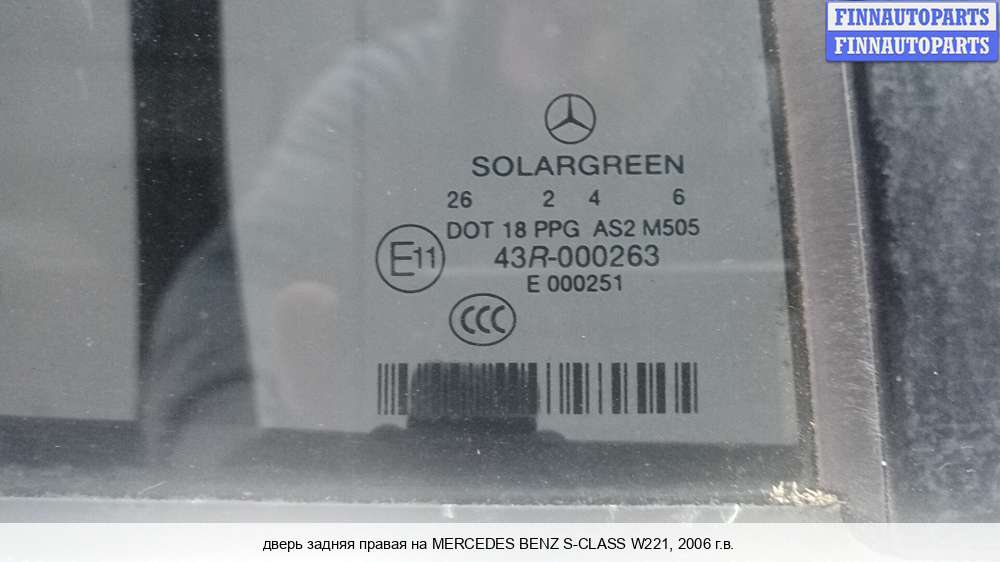 FINNAUTOPARTS
FINNAUTOPARTS
SOLARGREEN
26 2 4 6
DOT 18 PPG AS2 M505
E11 43R-000263
E 000251
CCC
дверь задняя правая на MERCEDES BENZ S-CLASS W221, 2006 г.в.